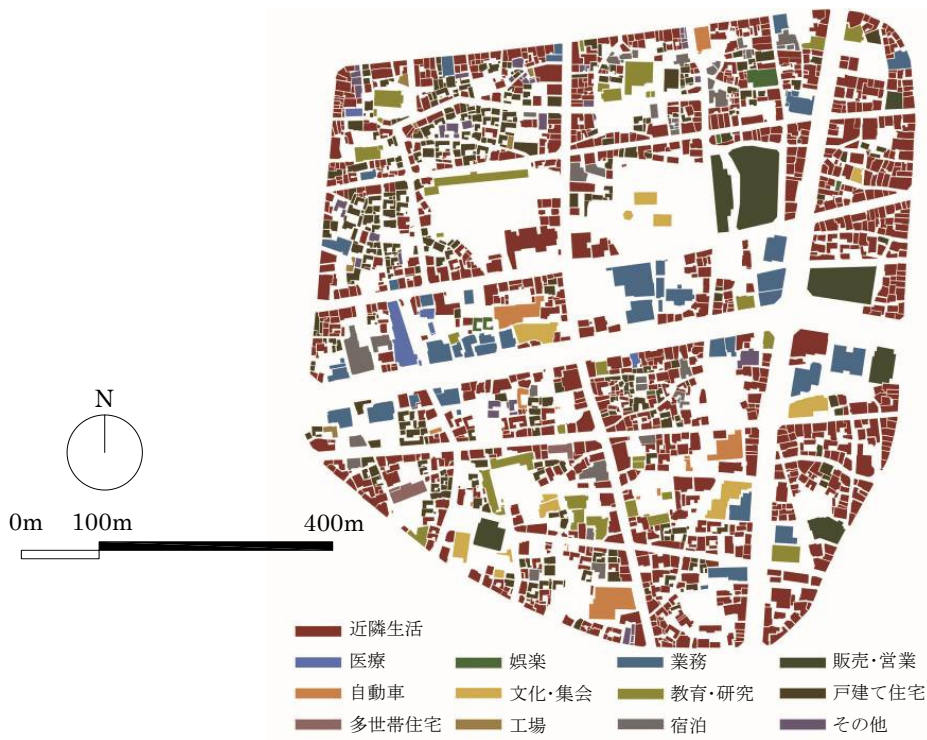 N
0m 100m 400m
近隣生活
医療 娯楽 業務 販売・営業
自動車 文化・集会 教育・研究 戸建て住宅
多世帯住宅 工場 宿泊 その他